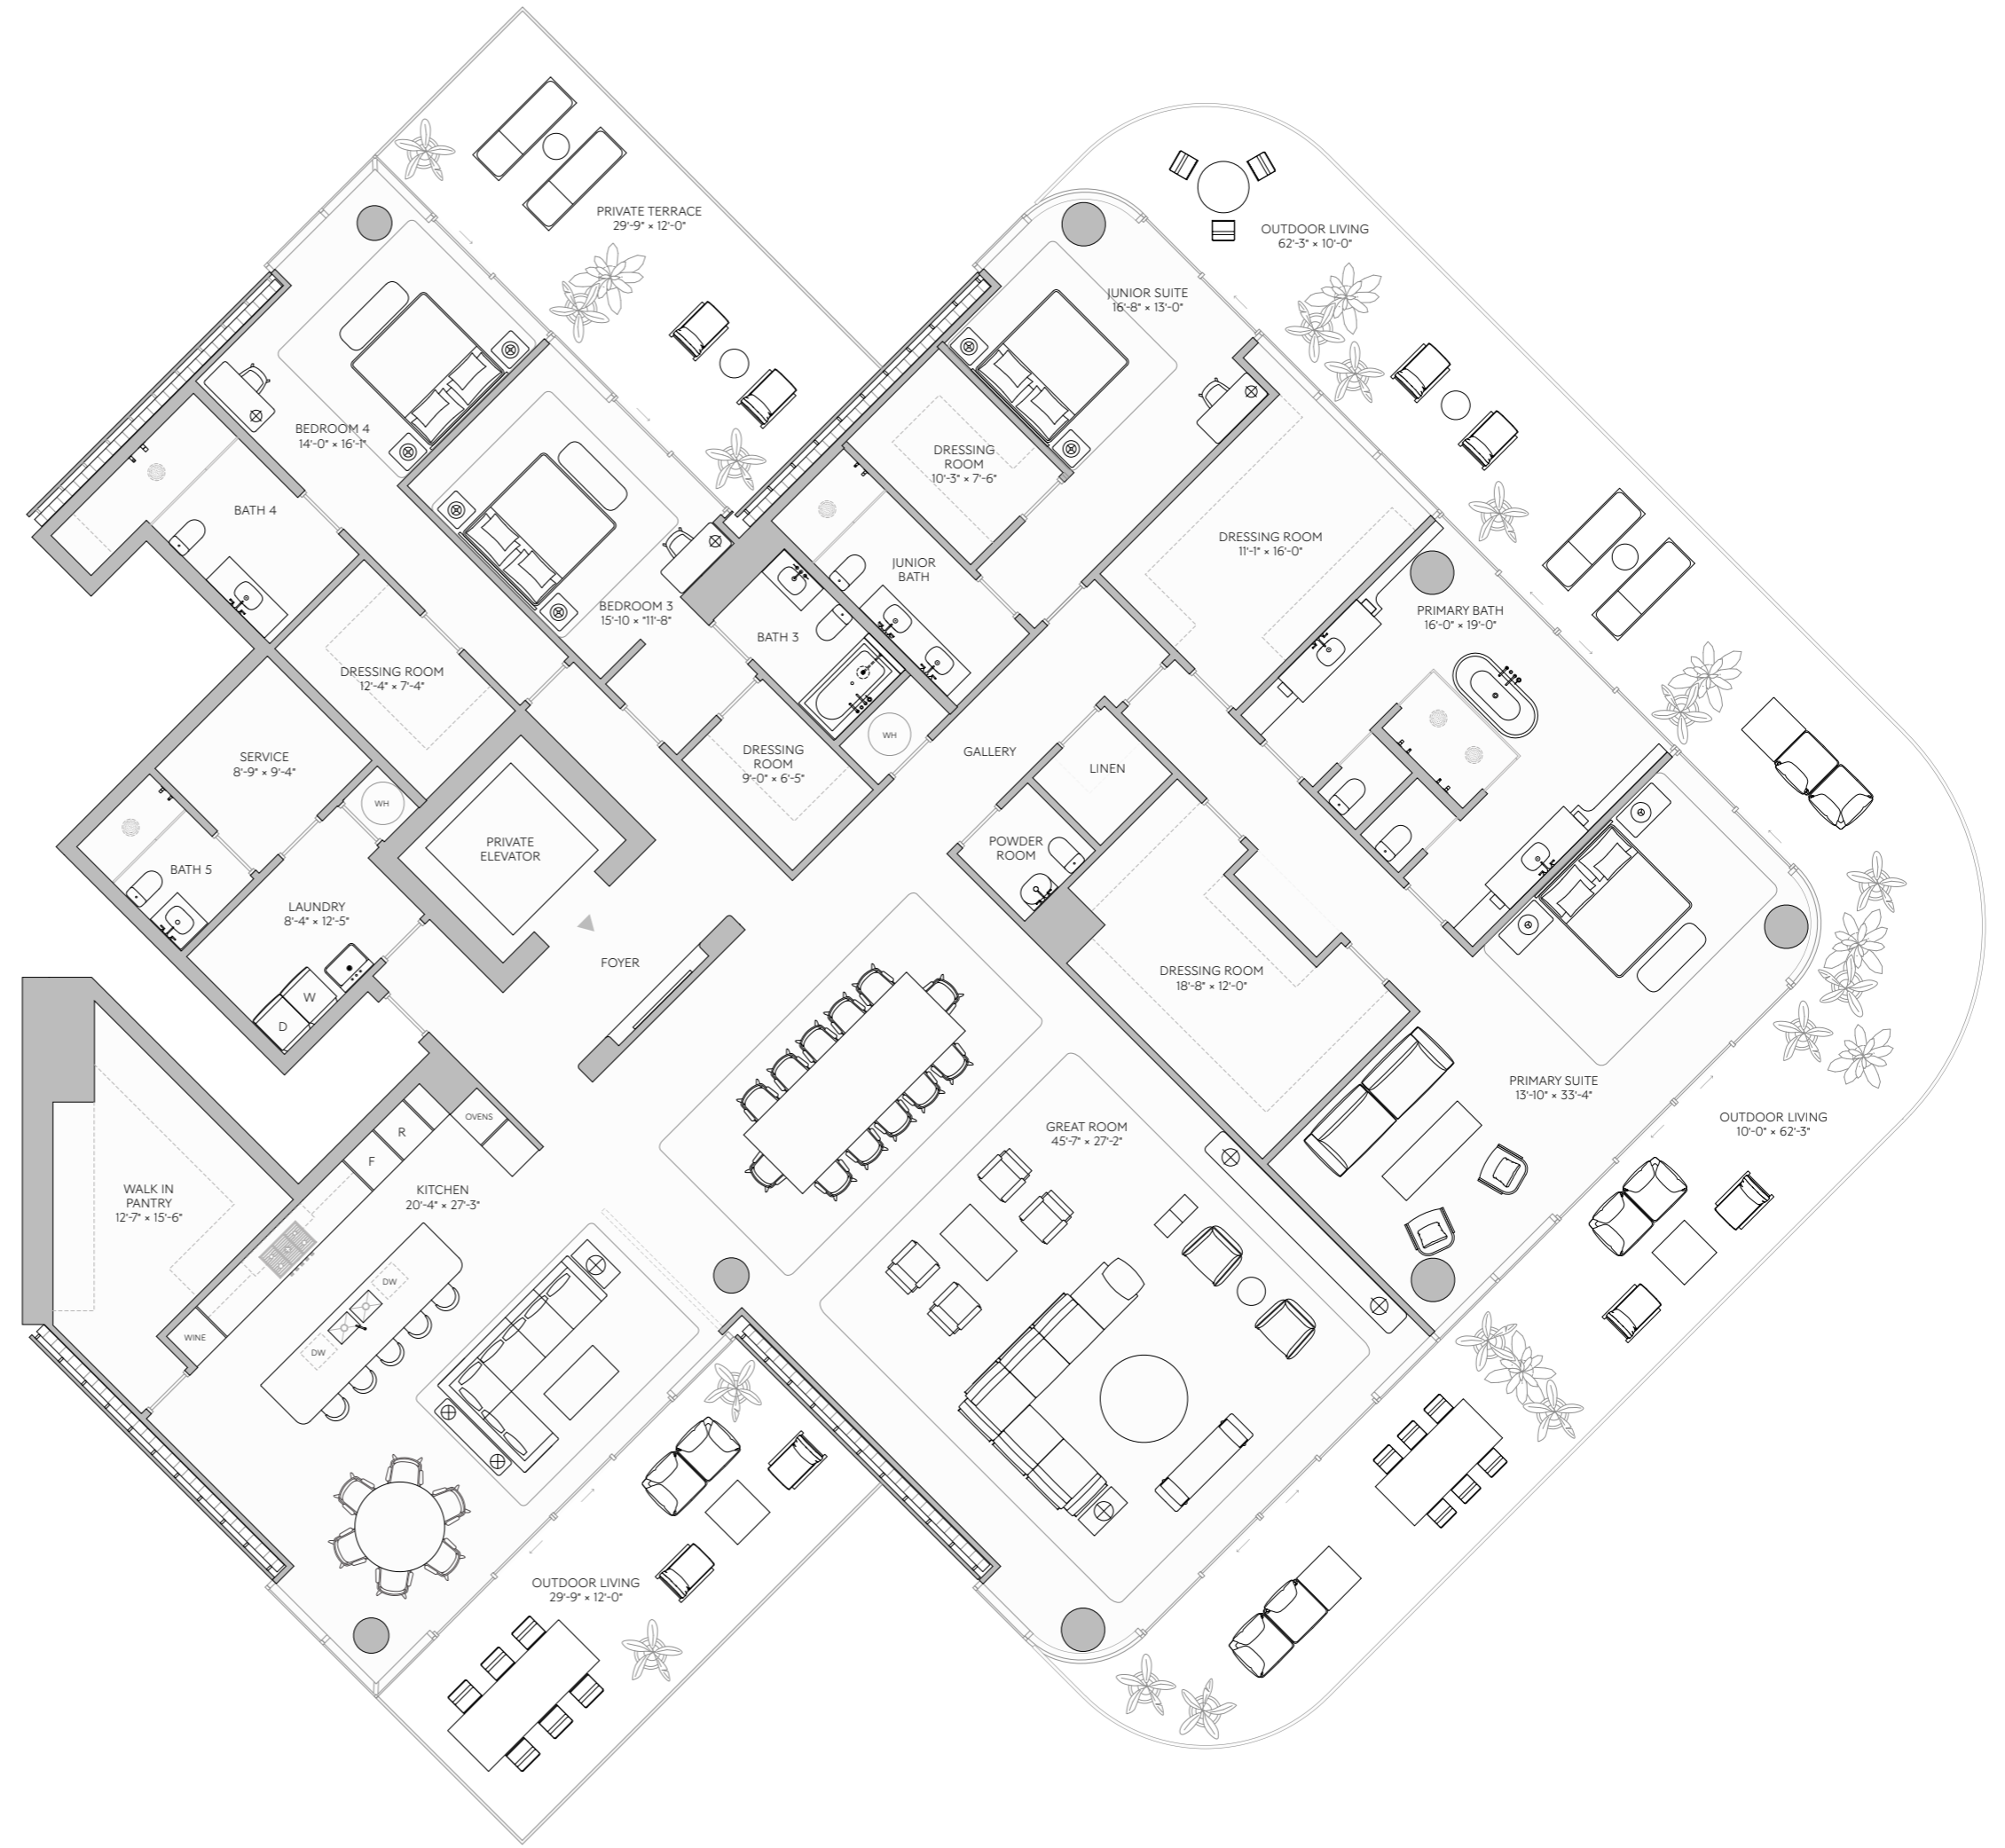 PRIVATE TERRACE
29'-9" × 12'-0"
OUTDOOR LIVING
62'-3" × 10'-0"
JUNIOR SUITE
16'-8" × 13'-0"
BEDROOM 4
14'-0" × 16'-1"
DRESSING
ROOM
10'-3" × 7'-6"
BATH 4
DRESSING ROOM
11'-1" × 16'-0"
JUNIOR
BATH
BEDROOM 3
15'-10 × "11'-8"
PRIMARY BATH
16'-0" × 19'-0"
BATH 3
DRESSING ROOM
12'-4" × 7'-4"
WH
GALLERY
DRESSING
ROOM
9'-0" × 6'-5"
SERVICE
8'-9" × 9'-4"
LINEN
WH
PRIVATE
ELEVATOR
POWDER
ROOM
BATH 5
LAUNDRY
8'-4" × 12'-5"
FOYER
DRESSING ROOM
18'-8" × 12'-0"
W
D
PRIMARY SUITE
13'-10" × 33'-4"
OVENS
OUTDOOR LIVING
10'-0" × 62'-3"
GREAT ROOM
45'-7" × 27'-2"
R
F
WALK IN
PANTRY
12'-7" × 15'-6"
KITCHEN
20'-4" × 27'-3"
DW
WINE
DW
OUTDOOR LIVING
29'-9" × 12'-0"